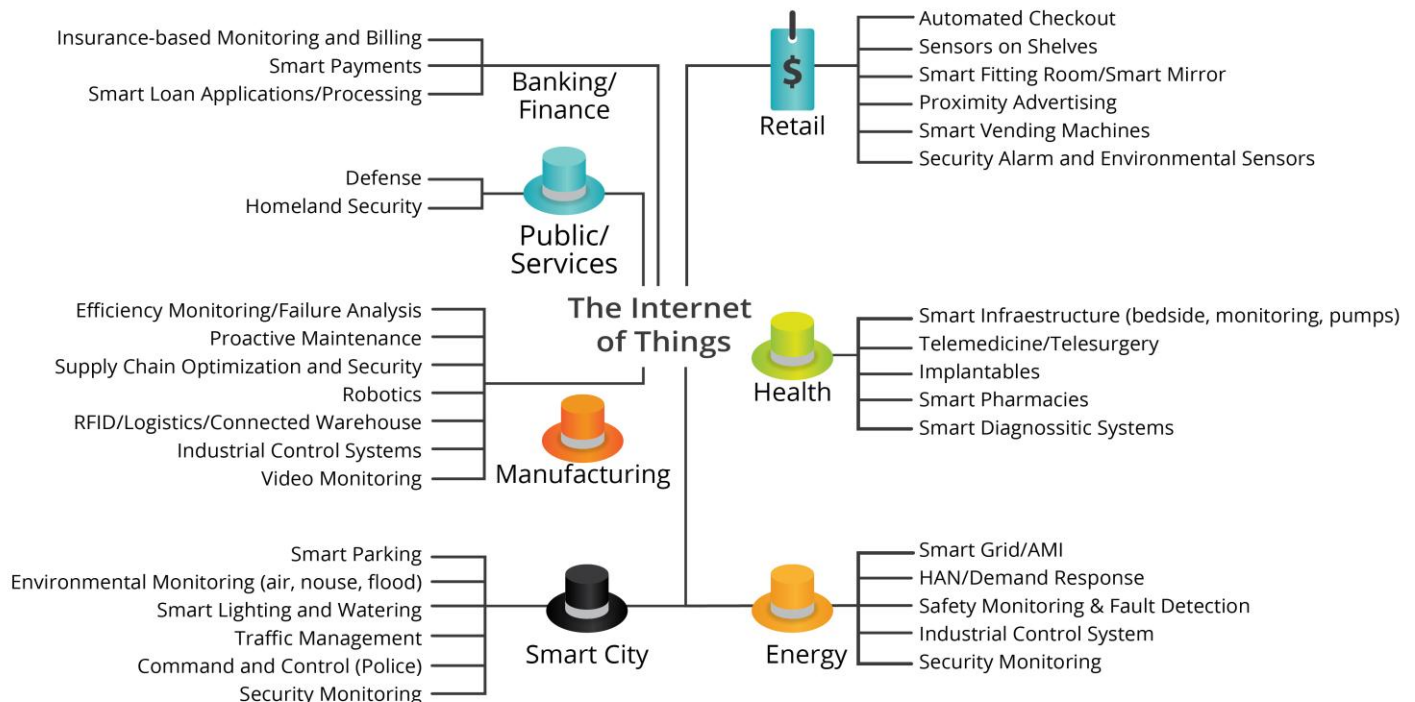 Insurance-based Monitoring and Billing
Smart Payments
Smart Loan Applications/Processing
Banking/
Finance
Defense
Homeland Security
Public/
Services
Efficiency Monitoring/Failure Analysis
Proactive Maintenance
Supply Chain Optimization and Security
Robotics
RFID/Logistics/Connected Warehouse
Industrial Control Systems
Video Monitoring
Manufacturing
Smart Parking
Environmental Monitoring (air, nouse, flood)
Smart Lighting and Watering
Traffic Management
Command and Control (Police)
Security Monitoring
Smart City
The Internet
of Things
$
Retail
Automated Checkout
Sensors on Shelves
Smart Fitting Room/Smart Mirror
Proximity Advertising
Smart Vending Machines
Security Alarm and Environmental Sensors
Health
Smart Infraestructure (bedside, monitoring, pumps)
Telemedicine/Telesurgery
Implantables
Smart Pharmacies
Smart Diagnossitic Systems
Energy
Smart Grid/AMI
HAN/Demand Response
Safety Monitoring & Fault Detection
Industrial Control System
Security Monitoring